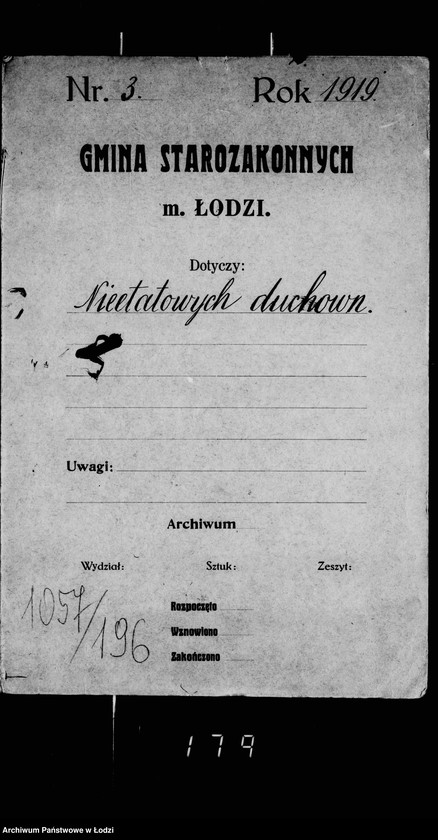 Nr. 3. Rok 1919.
GMINA STAROZAKONNYCH
m. ŁODZI.
Dotyczy:
Nieetatowych duchown.
Uwagi:
Archiwum
Wydział: Sztuk: Zeszyt:
1057/196
Rozpoczęto
Wznowiono
Zakończono
179
Archiwum Państwowe w Łodzi